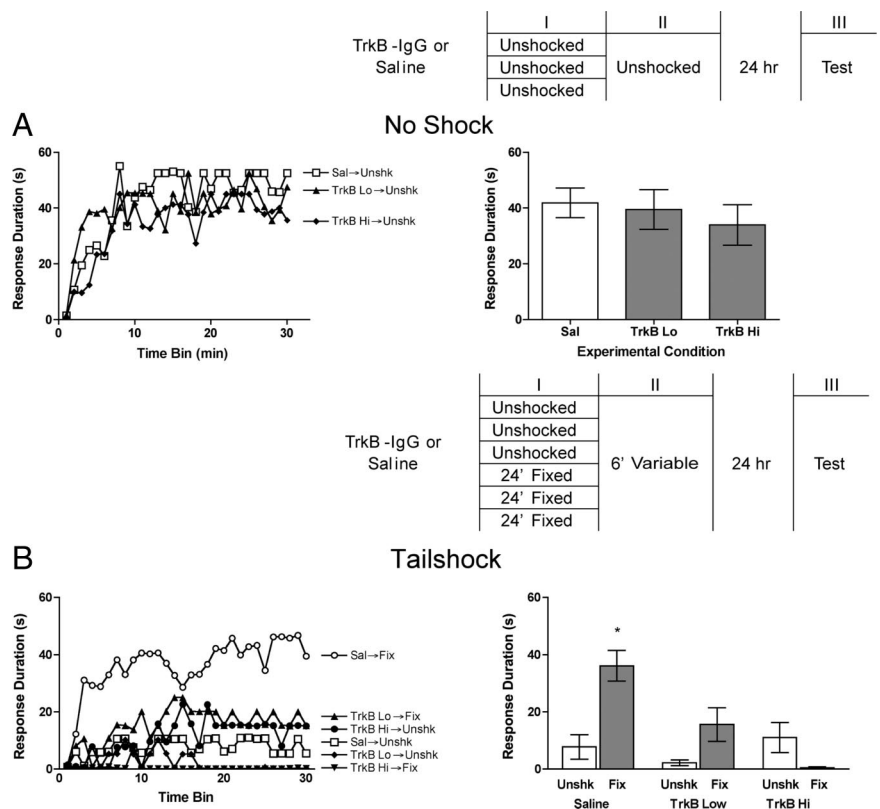 I II III
TrkB -IgG or
Saline
Unshocked
Unshocked
Unshocked
Unshocked
24 hr
Test
A
No Shock
Response Duration (s)
60
40
20
0
0 10 20 30
Time Bin (min)
Sal→Unshk
TrkB Lo→Unshk
TrkB Hi→Unshk
Response Duration (s)
60
40
20
0
Sal TrkB Lo TrkB Hi
Experimental Condition
I II III
TrkB -IgG or
Saline
Unshocked
Unshocked
Unshocked
24' Fixed
24' Fixed
24' Fixed
6' Variable
24 hr
Test
B
Tailshock
Response Duration (s)
60
40
20
0
0 10 20 30
Time Bin
Sal→Fix
TrkB Lo→Fix
TrkB Hi→Unshk
Sal→Unshk
TrkB Lo→Unshk
TrkB Hi→Fix
Response Duration (s)
60
40
20
0
*
Unshk Fix Unshk Fix Unshk Fix
Saline TrkB Low TrkB Hi